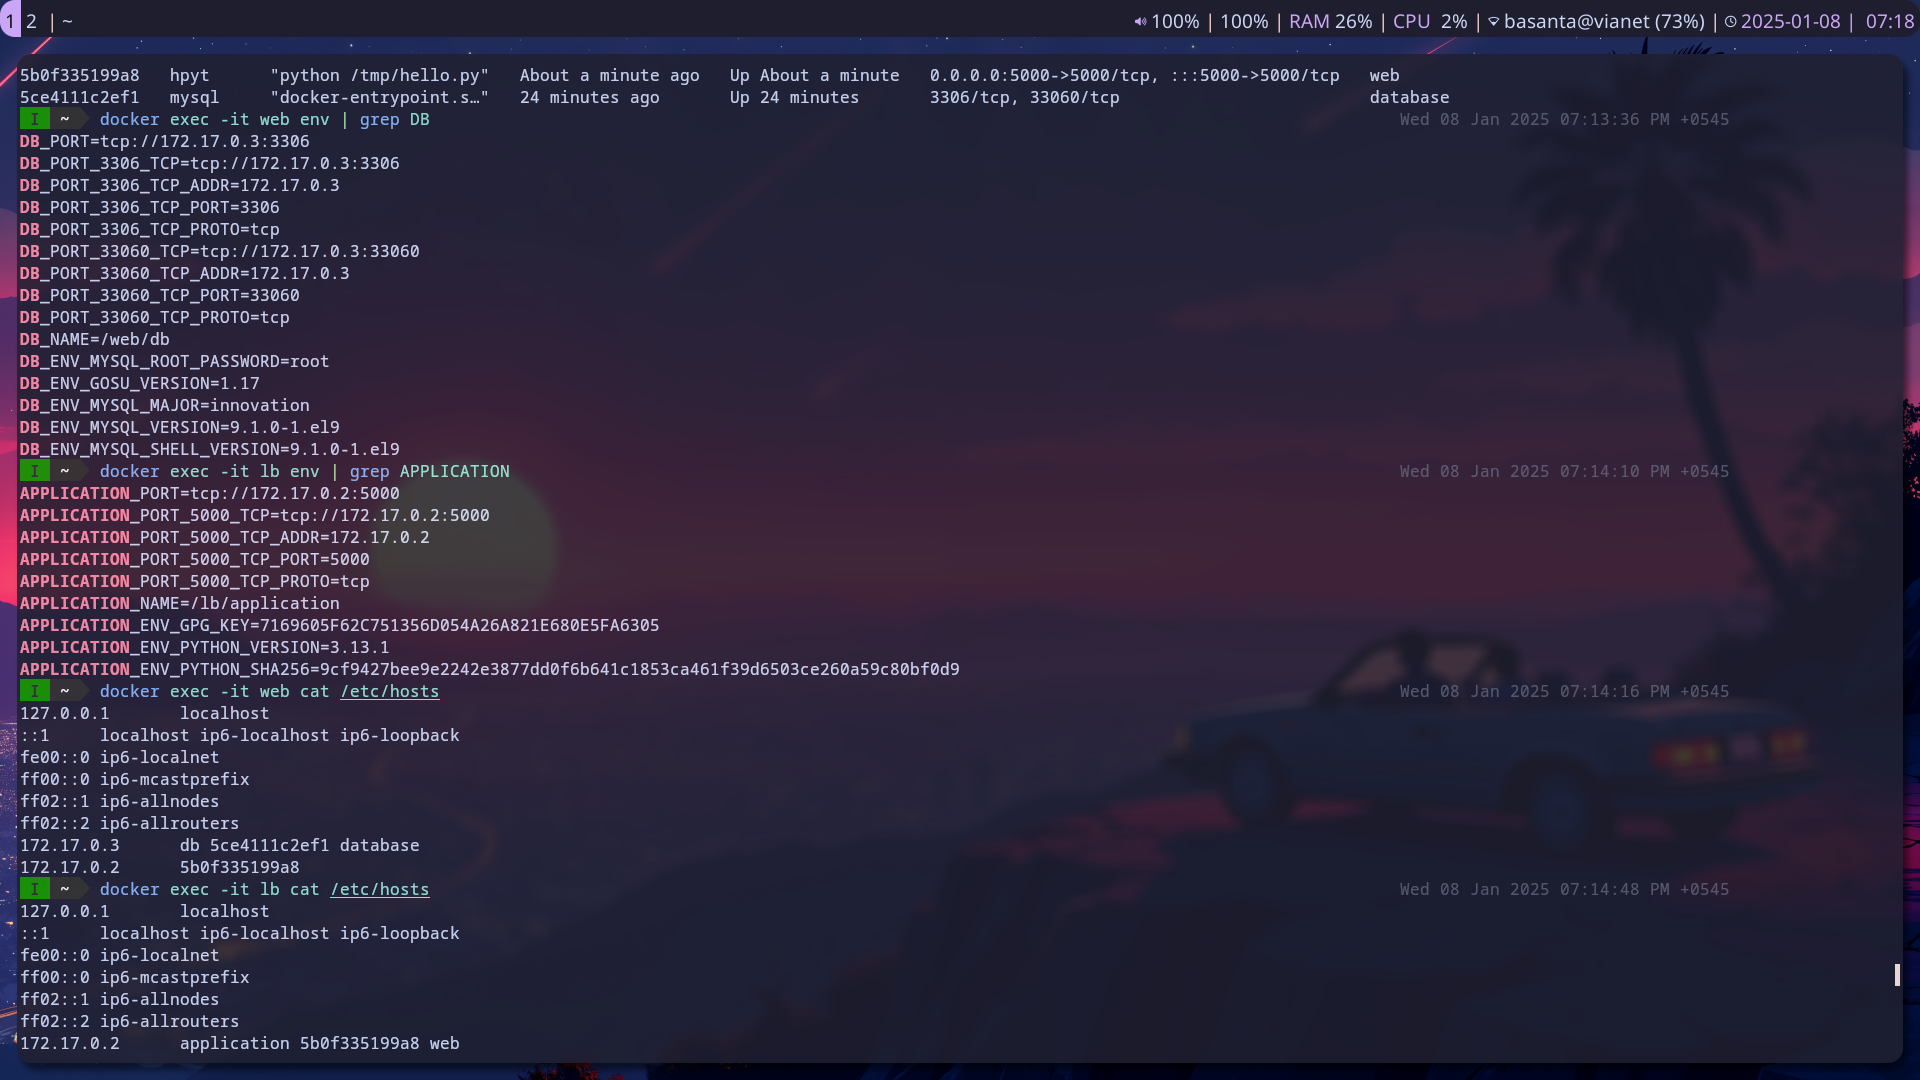 1 2 | ~ 100% | 100% | RAM 26% | CPU 2% | basanta@vianet (73%) | 2025-01-08 | 07:18
5b0f335199a8 hpyt "python /tmp/hello.py" About a minute ago Up About a minute 0.0.0.0:5000->5000/tcp, :::5000->5000/tcp web
5ce4111c2ef1 mysql "docker-entrypoint.s…" 24 minutes ago Up 24 minutes 3306/tcp, 33060/tcp database
I ~ docker exec -it web env | grep DB Wed 08 Jan 2025 07:13:36 PM +0545
DB_PORT=tcp://172.17.0.3:3306
DB_PORT_3306_TCP=tcp://172.17.0.3:3306
DB_PORT_3306_TCP_ADDR=172.17.0.3
DB_PORT_3306_TCP_PORT=3306
DB_PORT_3306_TCP_PROTO=tcp
DB_PORT_33060_TCP=tcp://172.17.0.3:33060
DB_PORT_33060_TCP_ADDR=172.17.0.3
DB_PORT_33060_TCP_PORT=33060
DB_PORT_33060_TCP_PROTO=tcp
DB_NAME=/web/db
DB_ENV_MYSQL_ROOT_PASSWORD=root
DB_ENV_GOSU_VERSION=1.17
DB_ENV_MYSQL_MAJOR=innovation
DB_ENV_MYSQL_VERSION=9.1.0-1.el9
DB_ENV_MYSQL_SHELL_VERSION=9.1.0-1.el9
I ~ docker exec -it lb env | grep APPLICATION Wed 08 Jan 2025 07:14:10 PM +0545
APPLICATION_PORT=tcp://172.17.0.2:5000
APPLICATION_PORT_5000_TCP=tcp://172.17.0.2:5000
APPLICATION_PORT_5000_TCP_ADDR=172.17.0.2
APPLICATION_PORT_5000_TCP_PORT=5000
APPLICATION_PORT_5000_TCP_PROTO=tcp
APPLICATION_NAME=/lb/application
APPLICATION_ENV_GPG_KEY=7169605F62C751356D054A26A821E680E5FA6305
APPLICATION_ENV_PYTHON_VERSION=3.13.1
APPLICATION_ENV_PYTHON_SHA256=9cf9427bee9e2242e3877dd0f6b641c1853ca461f39d6503ce260a59c80bf0d9
I ~ docker exec -it web cat /etc/hosts Wed 08 Jan 2025 07:14:16 PM +0545
127.0.0.1 localhost
::1 localhost ip6-localhost ip6-loopback
fe00::0 ip6-localnet
ff00::0 ip6-mcastprefix
ff02::1 ip6-allnodes
ff02::2 ip6-allrouters
172.17.0.3 db 5ce4111c2ef1 database
172.17.0.2 5b0f335199a8
I ~ docker exec -it lb cat /etc/hosts Wed 08 Jan 2025 07:14:48 PM +0545
127.0.0.1 localhost
::1 localhost ip6-localhost ip6-loopback
fe00::0 ip6-localnet
ff00::0 ip6-mcastprefix
ff02::1 ip6-allnodes
ff02::2 ip6-allrouters
172.17.0.2 application 5b0f335199a8 web